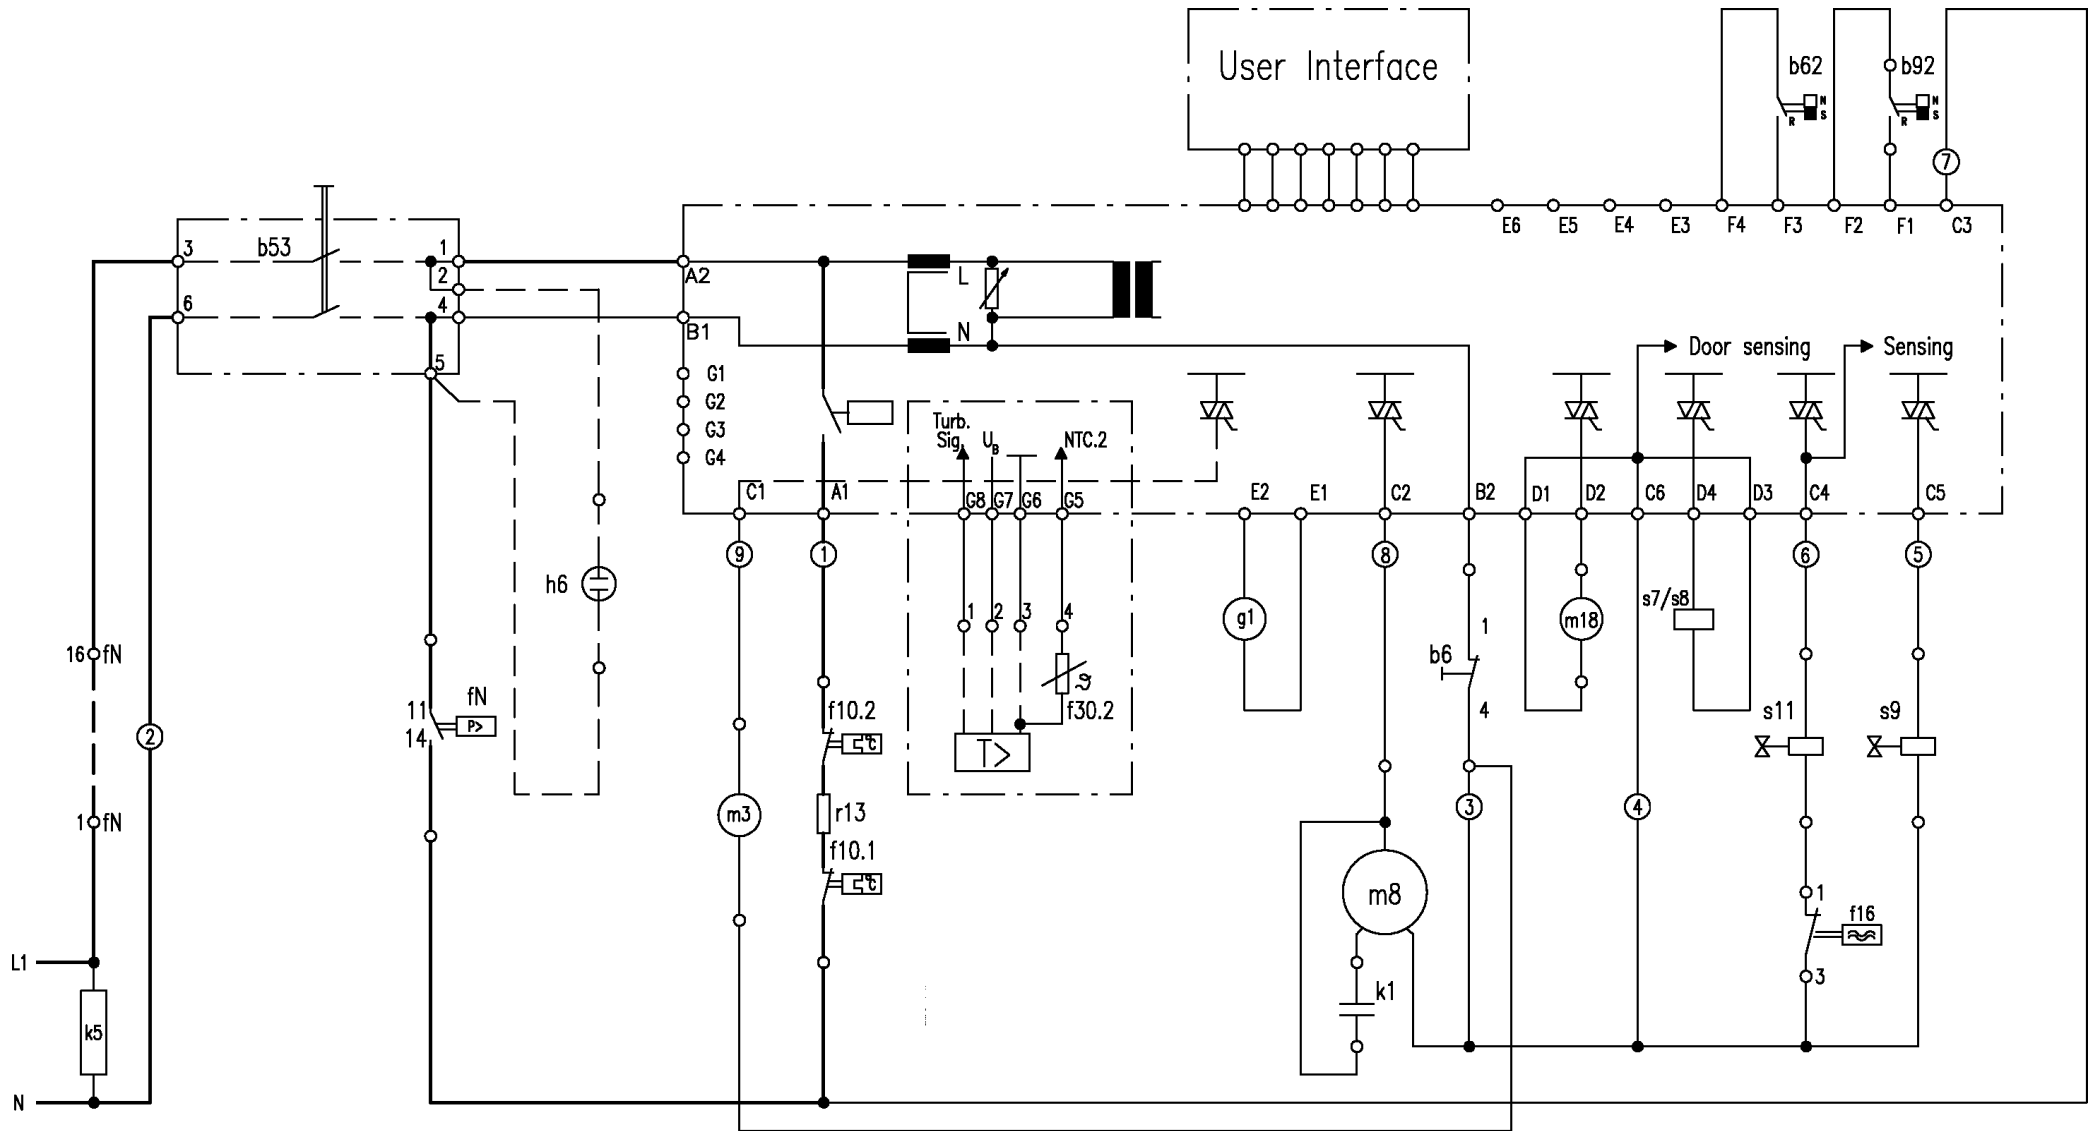 User Interface
b62
N
S
R
b92
N
S
R
7
E6 E5 E4 E3 F4 F3 F2 F1 C3
3 b53 1
2
6 4
5
A2
B1
L
N
G1
G2
G3
G4
Door sensing
Sensing
Turb.
Sig.
UB
NTC.2
C1 A1 G8 G7 G6 G5 E2 E1 C2 B2 D1 D2 C6 D4 D3 C4 C5
9 1 8 6 5
h6
1 2 3 4
g1
m18
s7/s8
1
b6
4
16 fN
11 fN
14 P>
2
f10.2
°C
ϑ
f30.2
T>
s11
s9
1 fN
m3
r13
f10.1
°C
3
4
m8
1
f16
3
L1
k5
k1
N